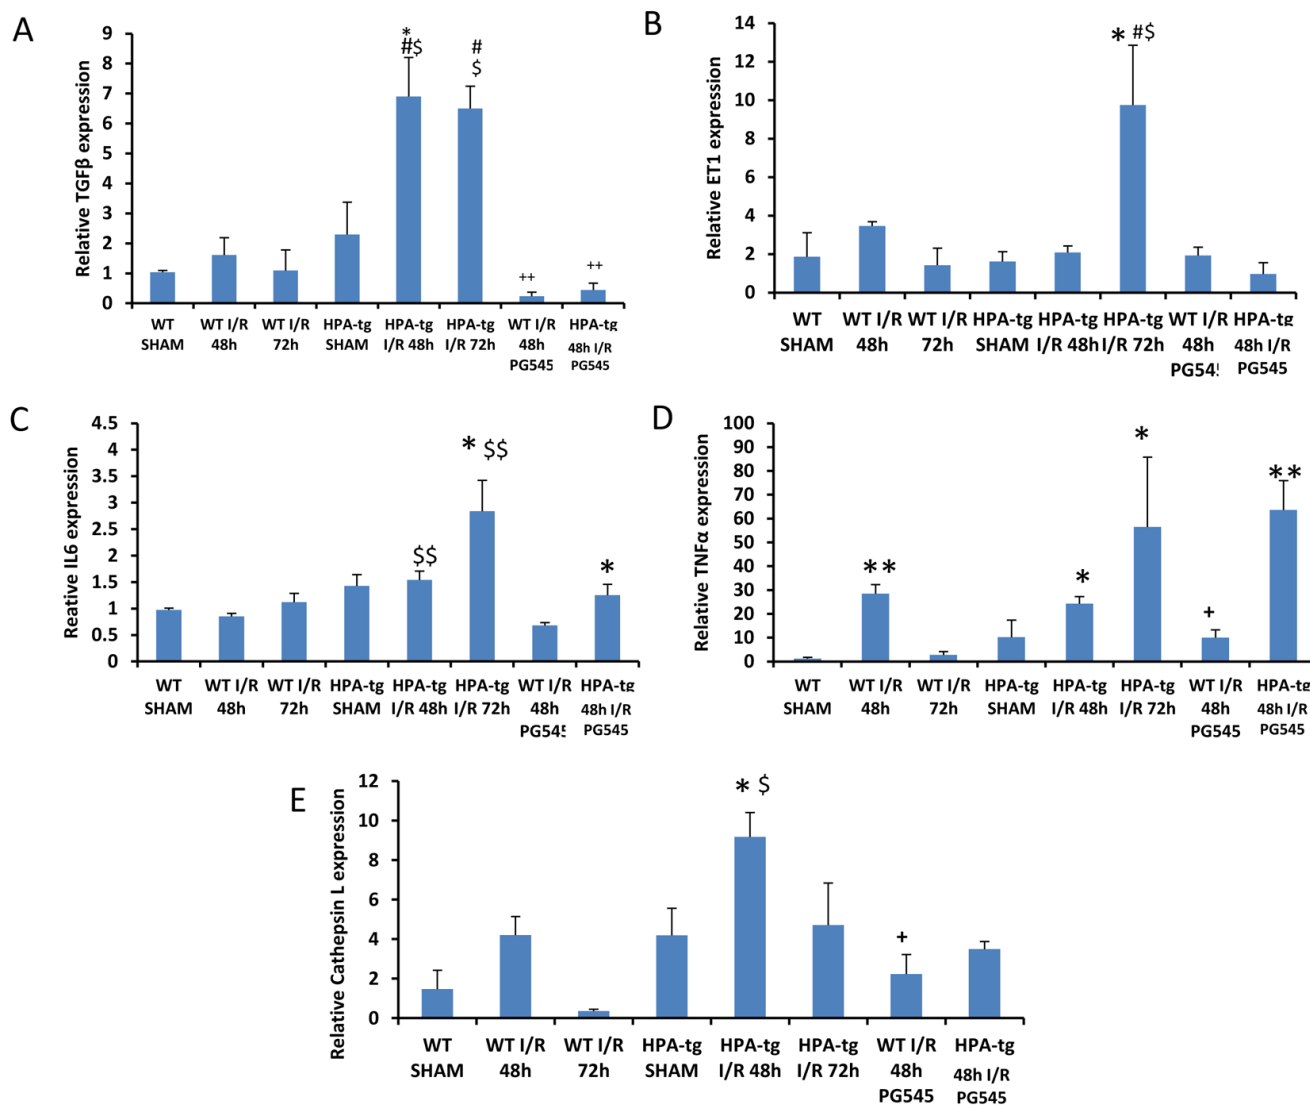 A
Relative TGFβ expression
9
8
7
6
5
4
3
2
1
0
*
#$
#
$
++
++
WT SHAM
WT I/R 48h
WT I/R 72h
HPA-tg SHAM
HPA-tg I/R 48h
HPA-tg I/R 72h
WT I/R 48h PG545
HPA-tg 48h I/R PG545
B
Relative ET1 expression
14
12
10
8
6
4
2
0
* #$
WT SHAM
WT I/R 48h
WT I/R 72h
HPA-tg SHAM
HPA-tg I/R 48h
HPA-tg I/R 72h
WT I/R 48h PG545
HPA-tg 48h I/R PG545
C
Reative IL6 expression
4.5
4
3.5
3
2.5
2
1.5
1
0.5
0
$$
* $$
*
WT SHAM
WT I/R 48h
WT I/R 72h
HPA-tg SHAM
HPA-tg I/R 48h
HPA-tg I/R 72h
WT I/R 48h PG545
HPA-tg 48h I/R PG545
D
Relative TNFα expression
100
90
80
70
60
50
40
30
20
10
0
**
*
*
+
**
WT SHAM
WT I/R 48h
WT I/R 72h
HPA-tg SHAM
HPA-tg I/R 48h
HPA-tg I/R 72h
WT I/R 48h PG545
HPA-tg 48h I/R PG545
E
Relative Cathepsin L expression
12
10
8
6
4
2
0
* $
+
WT SHAM
WT I/R 48h
WT I/R 72h
HPA-tg SHAM
HPA-tg I/R 48h
HPA-tg I/R 72h
WT I/R 48h PG545
HPA-tg 48h I/R PG545